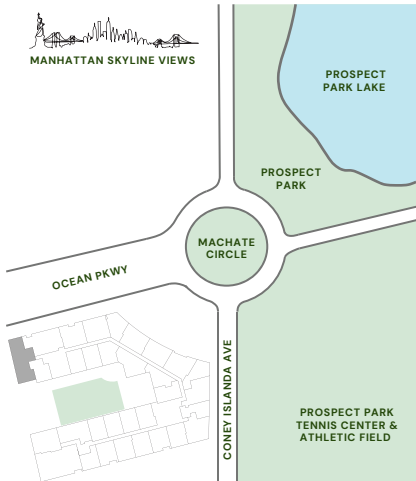 MANHATTAN SKYLINE VIEWS
PROSPECT
PARK LAKE
PROSPECT
PARK
MACHATE
CIRCLE
OCEAN PKWY
CONEY ISLANDA AVE
PROSPECT PARK
TENNIS CENTER &
ATHLETIC FIELD